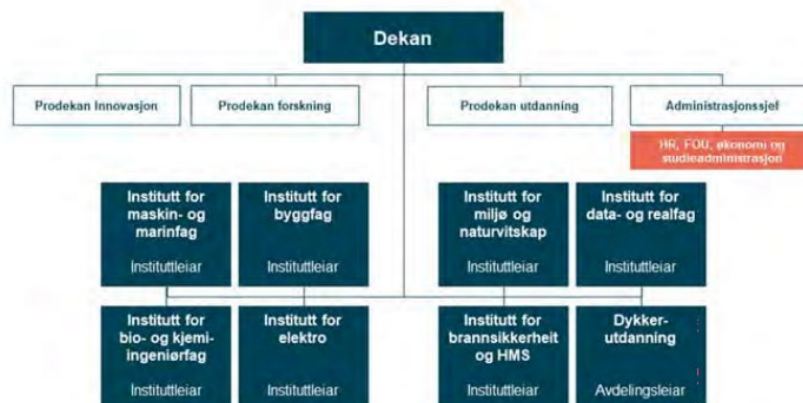 Dekan
Prodekan Innovasjon
Prodekan forskning
Prodekan utdanning
Administrasjonssjef
HR, FOU, økonomi og
studieadministrasjon
Institutt for
maskin- og
marinfag
Instituttleiar
Institutt for
byggfag
Instituttleiar
Institutt for
miljø og
naturvitskap
Instituttleiar
Institutt for
data- og realfag
Instituttleiar
Institutt for
bio- og kjemi-
ingeniørfag
Instituttleiar
Institutt for
elektro
Instituttleiar
Institutt for
brannsikkerheit
og HMS
Instituttleiar
Dykker-
utdanning
Avdelingsleiar